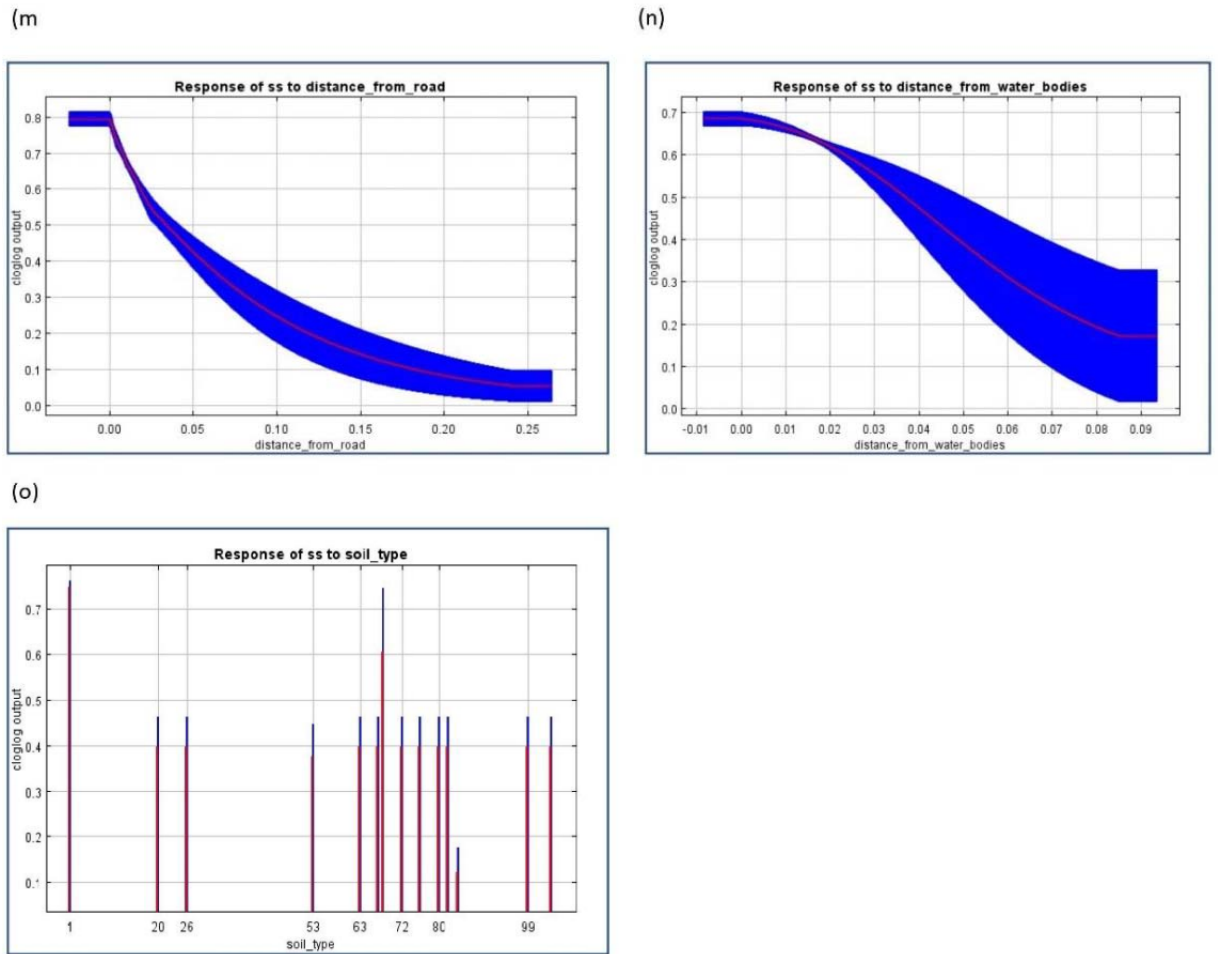 (m
(n)
Response of ss to distance_from_road
0.8
0.7
0.6
0.5
0.4
0.3
0.2
0.1
0.0
cloglog output
0.00 0.05 0.10 0.15 0.20 0.25
distance_from_road
Response of ss to distance_from_water_bodies
0.7
0.6
0.5
0.4
0.3
0.2
0.1
0.0
cloglog output
-0.01 0.00 0.01 0.02 0.03 0.04 0.05 0.06 0.07 0.08 0.09
distance_from_water_bodies
(o)
Response of ss to soil_type
0.7
0.6
0.5
0.4
0.3
0.2
0.1
cloglog output
1 20 26 53 63 72 80 99
soil_type